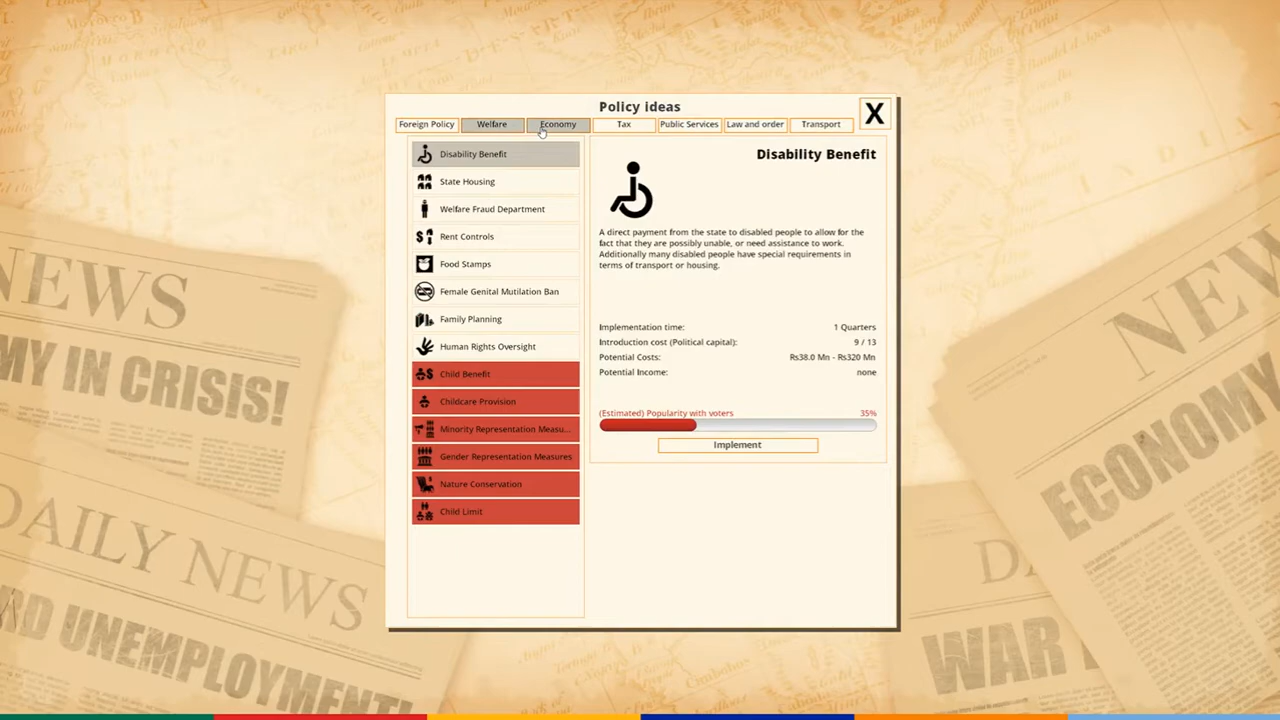 Policy ideas
X
Foreign Policy
Welfare
Economy
Tax
Public Services
Law and order
Transport
Disability Benefit
State Housing
Welfare Fraud Department
Rent Controls
Food Stamps
Female Genital Mutilation Ban
Family Planning
Human Rights Oversight
Child Benefit
Childcare Provision
Minority Representation Measu...
Gender Representation Measures
Nature Conservation
Child Limit
Disability Benefit
A direct payment from the state to disabled people to allow for the
fact that they are possibly unable, or need assistance to work.
Additionally many disabled people have special requirements in
terms of transport or housing.
Implementation time: 1 Quarters
Introduction cost (Political capital): 9 / 13
Potential Costs: Rs38.0 Mn - Rs320 Mn
Potential Income: none
(Estimated) Popularity with voters 35%
Implement
NEWS
MY IN CRISIS!
DAILY NEWS
RD UNEMPLOYMENT!
NEW
ECONOMY
DA
WAR